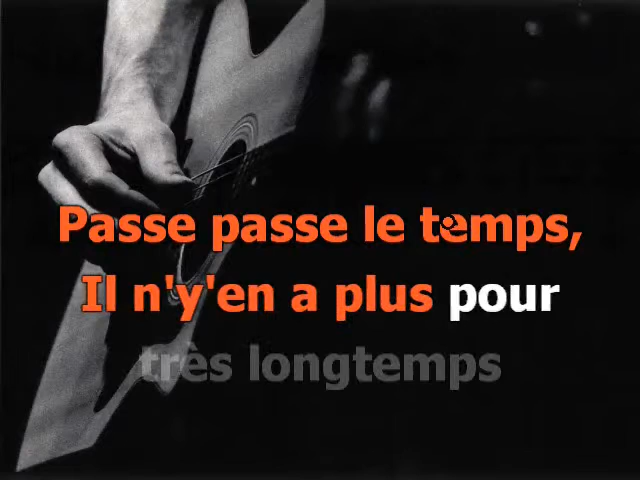 Passe passe le temps,
Il n'y'en a plus pour
très longtemps